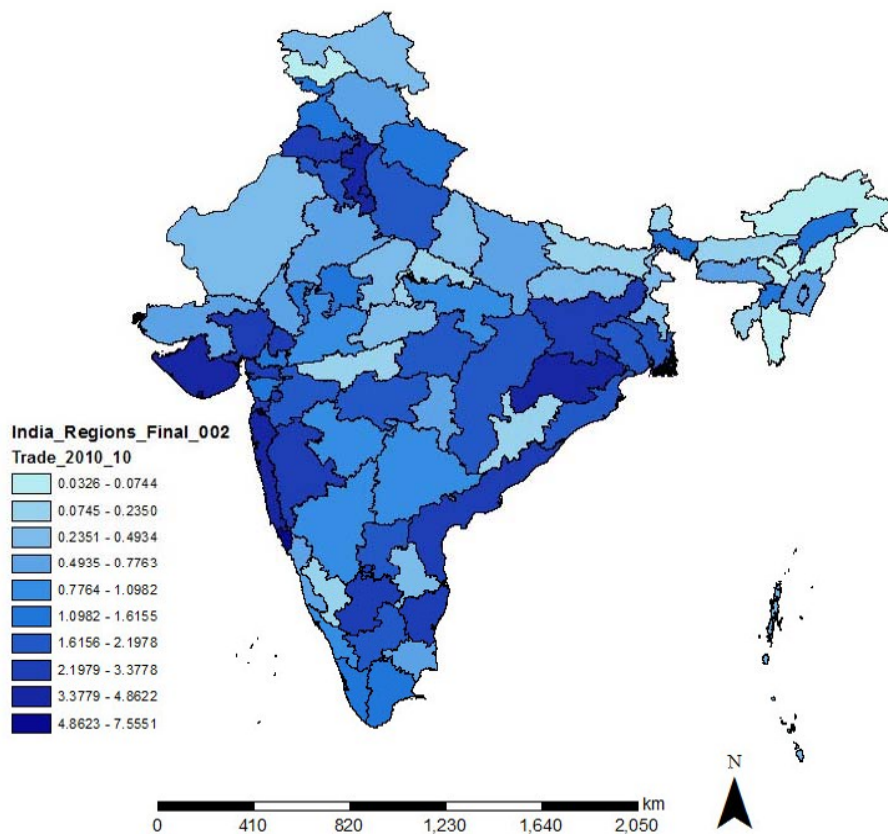 India_Regions_Final_002
Trade_2010_10
0.0326 - 0.0744
0.0745 - 0.2350
0.2351 - 0.4934
0.4935 - 0.7763
0.7764 - 1.0982
1.0982 - 1.6155
1.6156 - 2.1978
2.1979 - 3.3778
3.3779 - 4.8622
4.8623 - 7.5551
N
km
0 410 820 1,230 1,640 2,050